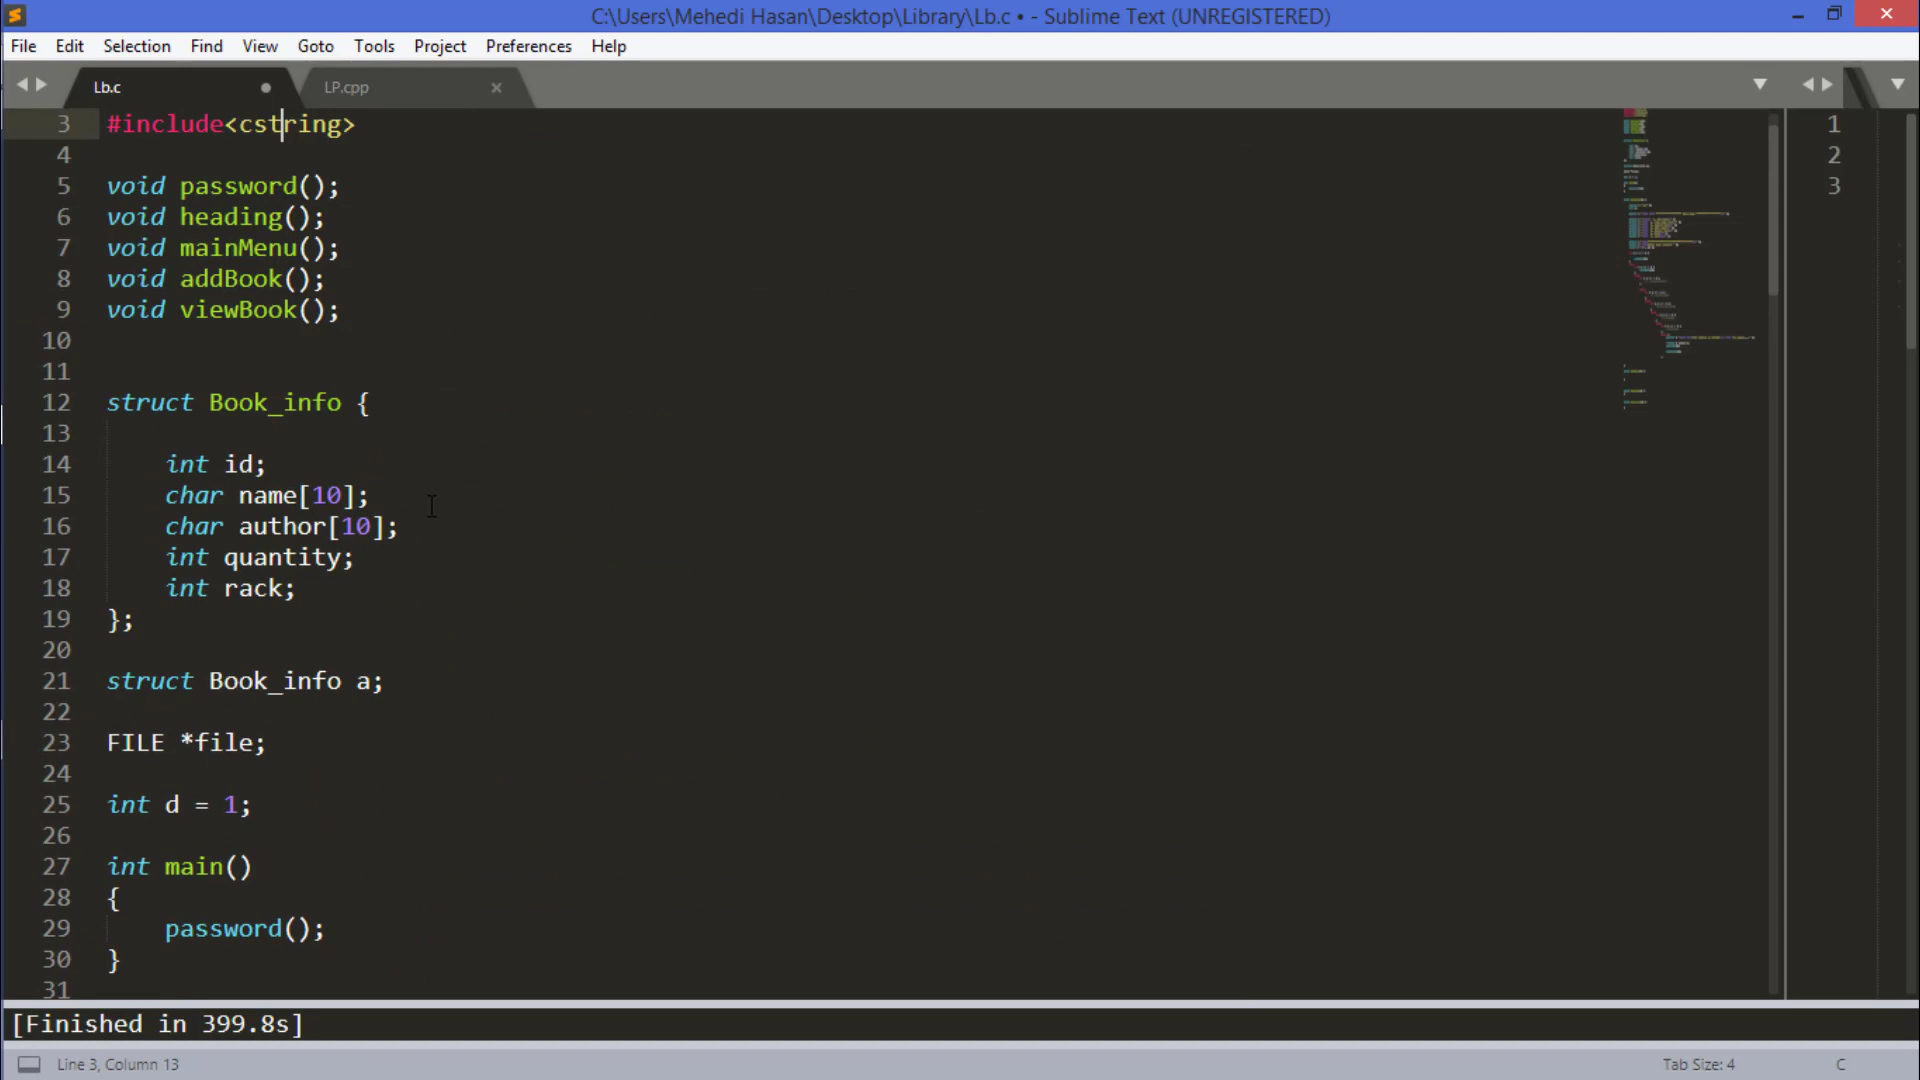 C:\Users\Mehedi Hasan\Desktop\Library\Lb.c • - Sublime Text (UNREGISTERED)
File Edit Selection Find View Goto Tools Project Preferences Help
Lb.c LP.cpp
3 #include<cstring>
4
5 void password();
6 void heading();
7 void mainMenu();
8 void addBook();
9 void viewBook();
10
11
12 struct Book_info {
13
14 int id;
15 char name[10];
16 char author[10];
17 int quantity;
18 int rack;
19 };
20
21 struct Book_info a;
22
23 FILE *file;
24
25 int d = 1;
26
27 int main()
28 {
29 password();
30 }
31
1
2
3
[Finished in 399.8s]
Line 3, Column 13 Tab Size: 4 C